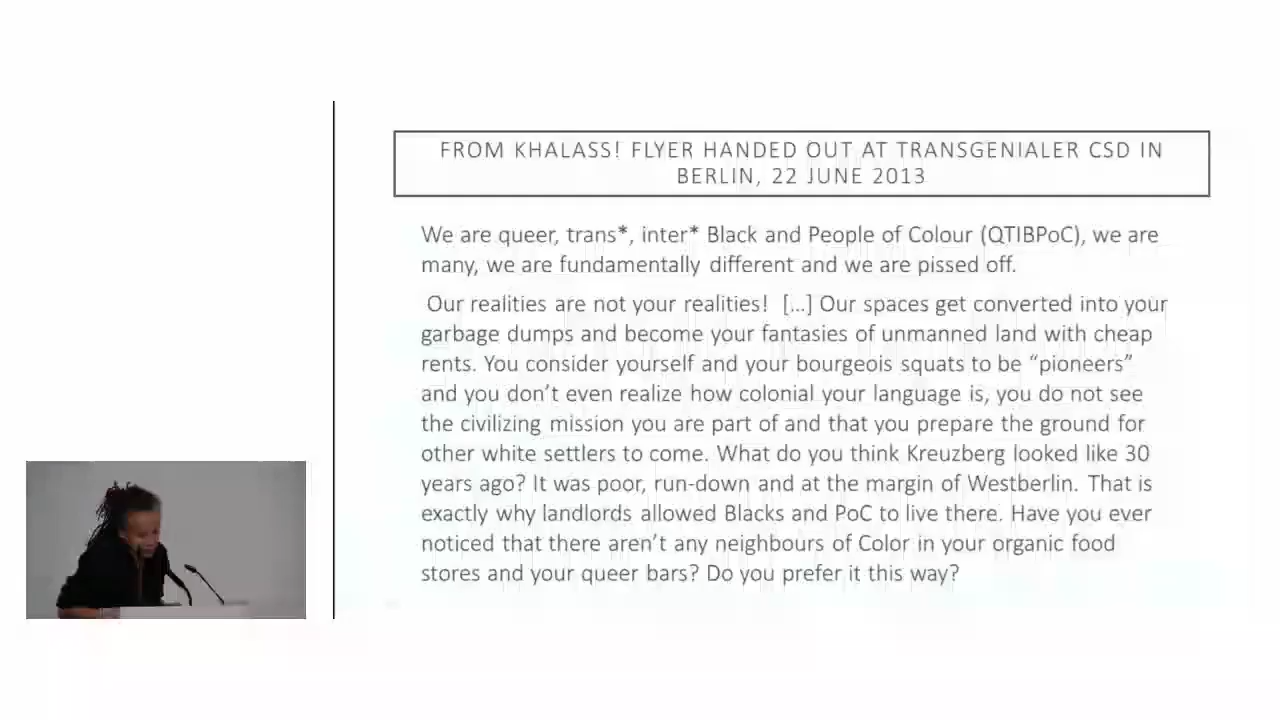 FROM KHALASS! FLYER HANDED OUT AT TRANSGENIALER CSD IN
BERLIN, 22 JUNE 2013
We are queer, trans*, inter* Black and People of Colour (QTIBPoC), we are
many, we are fundamentally different and we are pissed off.
Our realities are not your realities! [...] Our spaces get converted into your
garbage dumps and become your fantasies of unmanned land with cheap
rents. You consider yourself and your bourgeois squats to be “pioneers”
and you don’t even realize how colonial your language is, you do not see
the civilizing mission you are part of and that you prepare the ground for
other white settlers to come. What do you think Kreuzberg looked like 30
years ago? It was poor, run-down and at the margin of Westberlin. That is
exactly why landlords allowed Blacks and PoC to live there. Have you ever
noticed that there aren’t any neighbours of Color in your organic food
stores and your queer bars? Do you prefer it this way?